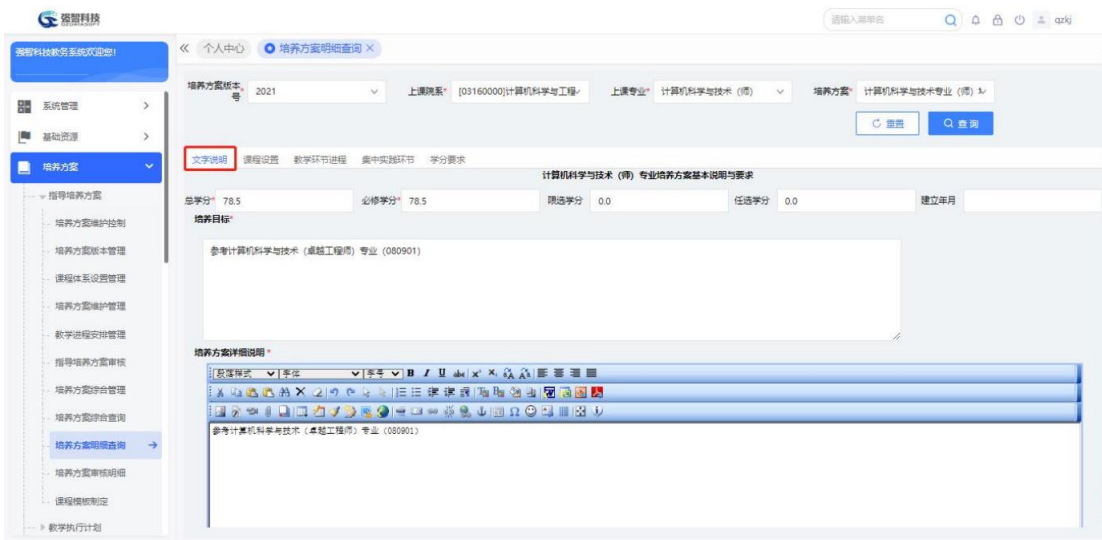 强智科技
请输入菜单名
qzkj
强智科技教务系统欢迎您!
个人中心
培养方案明细查询
培养方案版本号*
2021
上课院系*
[03160000]计算机科学与工程
上课专业*
计算机科学与技术（师）
培养方案*
计算机科学与技术专业（师）
重置
查询
系统管理
基础资源
培养方案
指导培养方案
培养方案维护控制
培养方案版本管理
课程体系设置管理
培养方案维护管理
教学进程安排管理
指导培养方案审核
培养方案综合管理
培养方案综合查询
培养方案明细查询
培养方案审核明细
课程模板制定
教学执行计划
文字说明 课程设置 教学环节进程 集中实践环节 学分要求
计算机科学与技术（师）专业培养方案基本说明与要求
总学分* 78.5 必修学分* 78.5 限选学分 0.0 任选学分 0.0 建立年月
培养目标*
参考计算机科学与技术（卓越工程师）专业（080901）
培养方案详细说明*
段落样式 字体 字号
参考计算机科学与技术（卓越工程师）专业（080901）